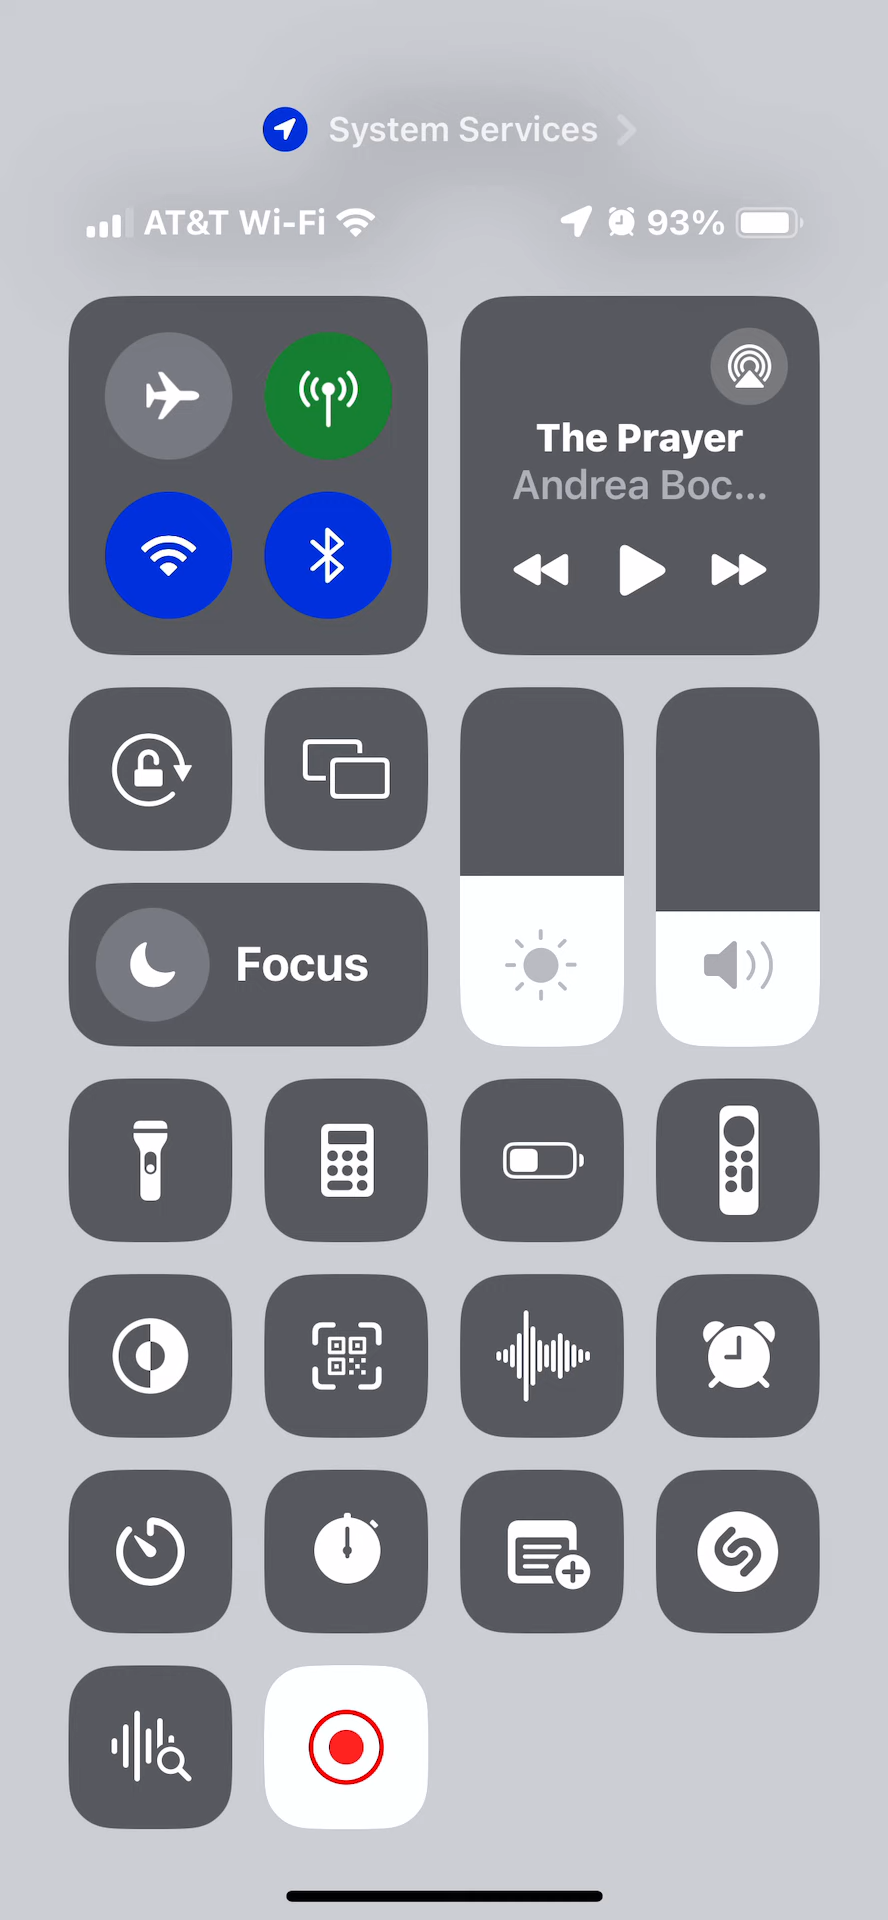 System Services
AT&T Wi-Fi 93%
The Prayer
Andrea Boc...
Focus